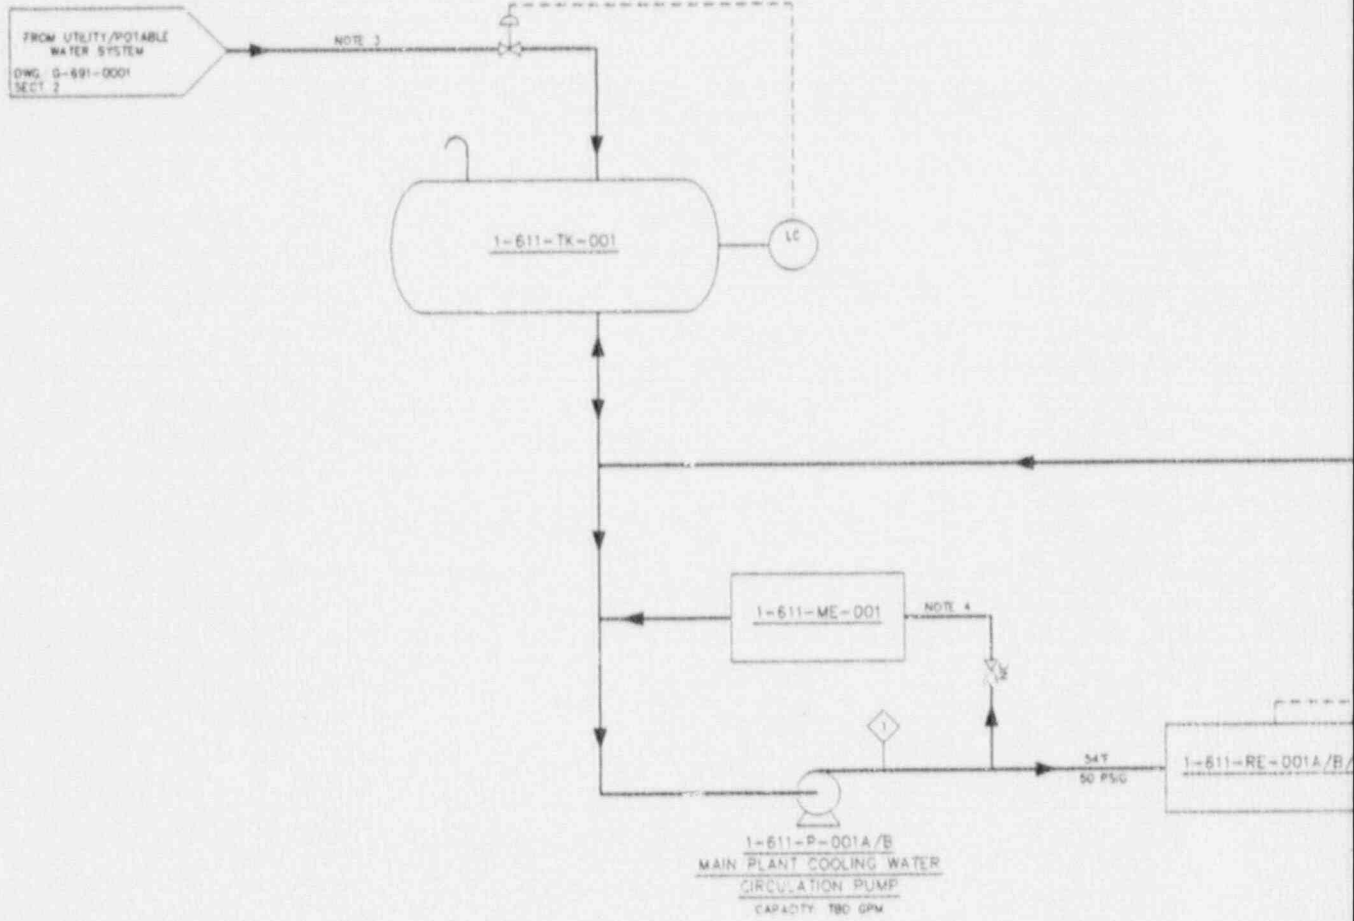 FROM UTILITY/POTABLE
WATER SYSTEM
DWG. G-691-0001
SECT. 2
NOTE 3
1-611-TK-001
LC
1-611-ME-001
NOTE 4
NC
1
54°F
50 PSIG
1-611-RE-001A/B/
1-611-P-001A/B
MAIN PLANT COOLING WATER
CIRCULATION PUMP
CAPACITY: TBD GPM